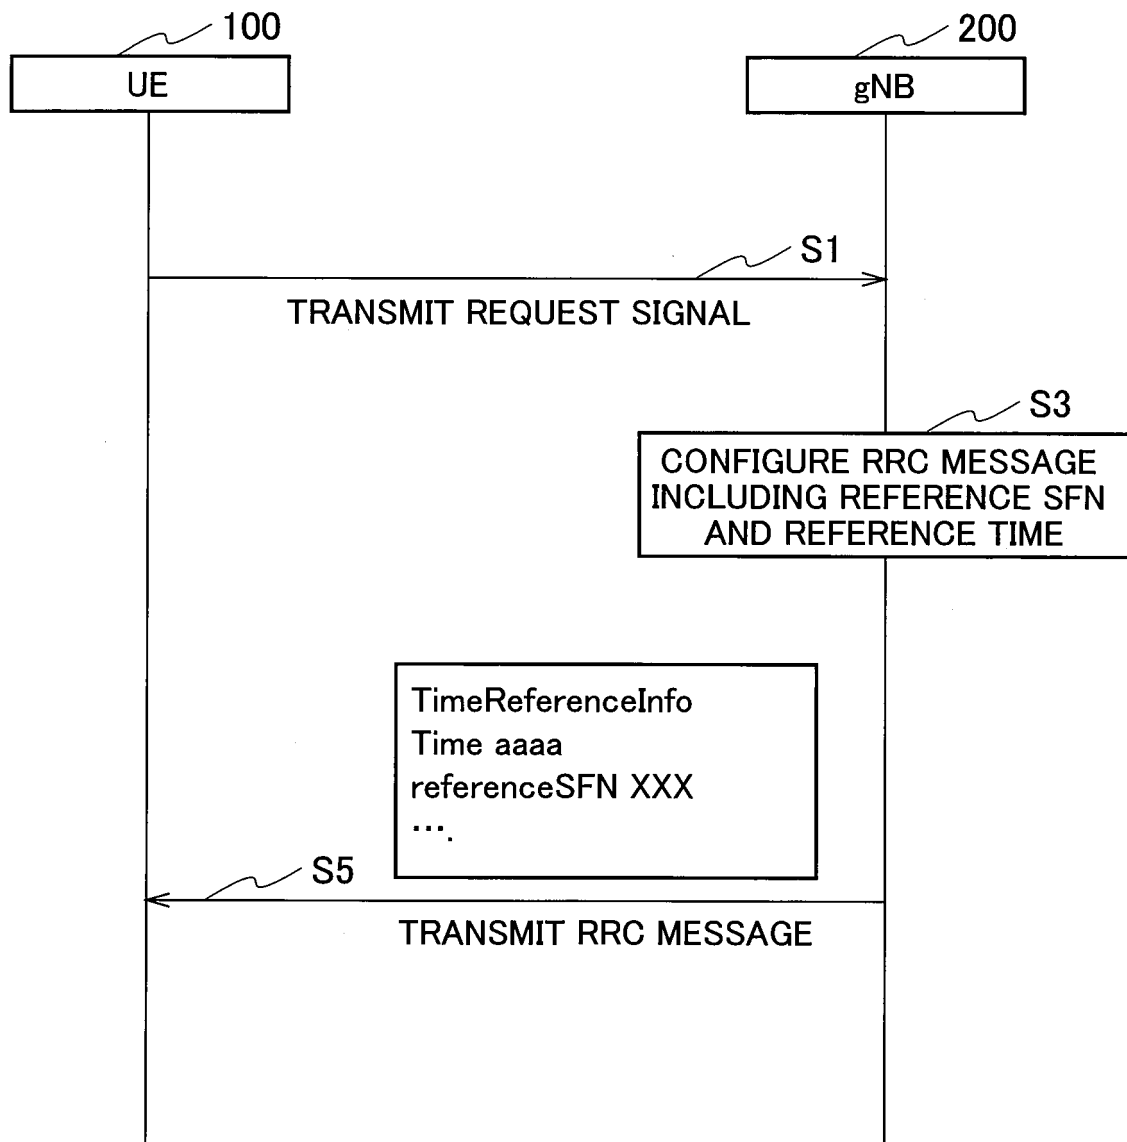 100
200
UE
gNB
S1
TRANSMIT REQUEST SIGNAL
S3
CONFIGURE RRC MESSAGE
INCLUDING REFERENCE SFN
AND REFERENCE TIME
TimeReferenceInfo
Time aaaa
referenceSFN XXX
….
S5
TRANSMIT RRC MESSAGE